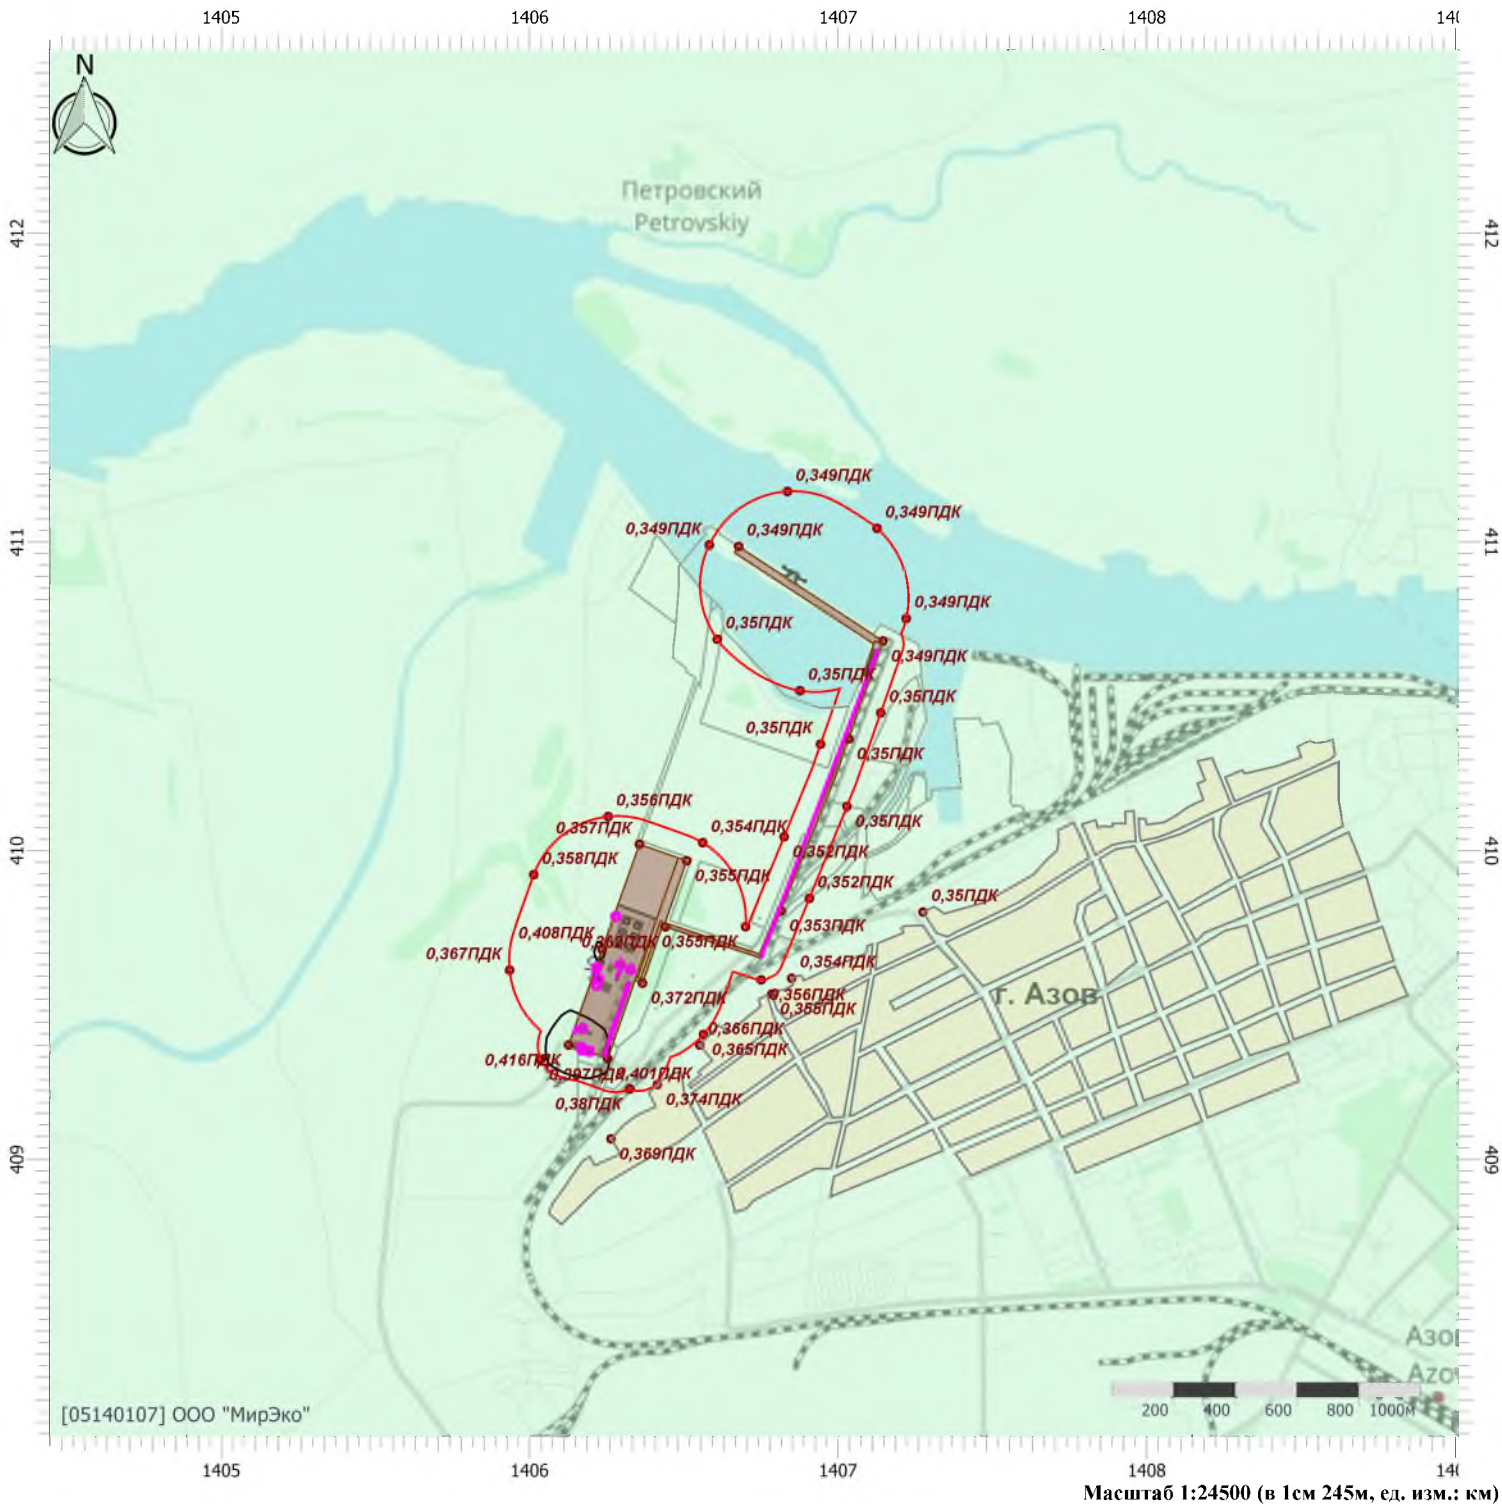 1405 1406 1407 1408
N
Петровский
Petrovskiy
412 412
0,349ПДК
0,349ПДК
0,349ПДК 0,349ПДК
411 411
0,349ПДК
0,35ПДК
0,349ПДК
0,35ПДК
0,35ПДК
0,35ПДК
0,35ПДК
0,356ПДК
0,35ПДК
0,357ПДК
0,354ПДК
410 410
0,358ПДК
0,352ПДК
0,355ПДК
0,352ПДК
0,35ПДК
0,353ПДК
0,408ПДК
0,355ПДК
0,367ПДК
0,354ПДК
0,372ПДК
0,356ПДК
г. Азов
0,355ПДК
0,366ПДК
0,365ПДК
0,416ПДК
0,397ПДК
0,401ПДК
0,38ПДК
0,374ПДК
0,369ПДК
409 409
[05140107] ООО "МирЭко"
200 400 600 800 1000м
1405 1406 1407 1408
Масштаб 1:24500 (в 1см 245м, ед. изм.: км)